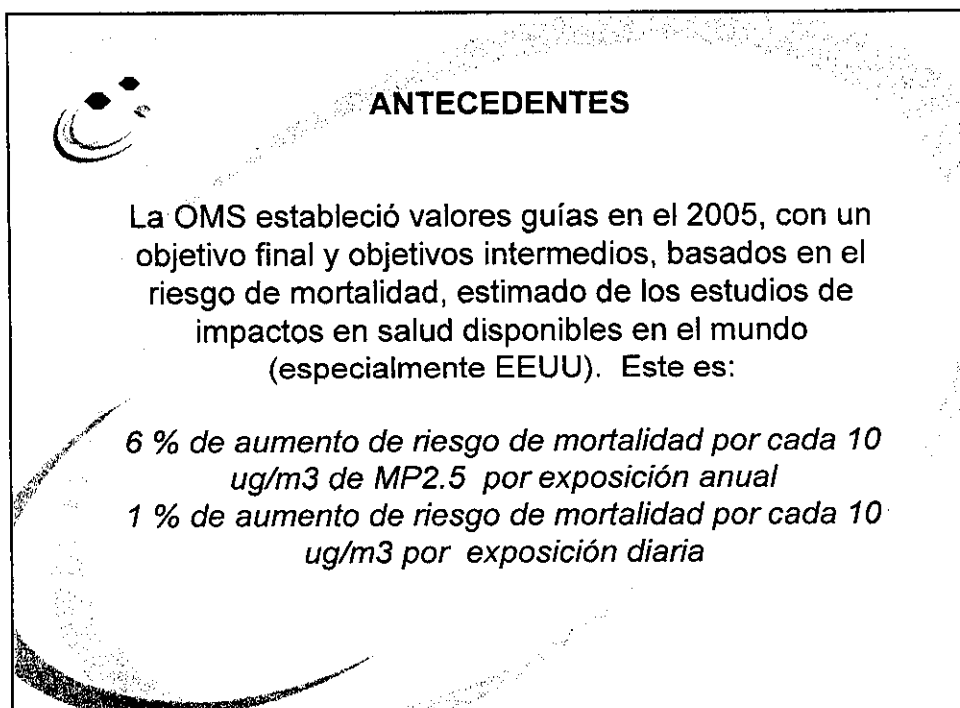 ANTECEDENTES
La OMS estableció valores guías en el 2005, con un
objetivo final y objetivos intermedios, basados en el
riesgo de mortalidad, estimado de los estudios de
impactos en salud disponibles en el mundo
(especialmente EEUU). Este es:
6 % de aumento de riesgo de mortalidad por cada 10
ug/m3 de MP2.5 por exposición anual
1 % de aumento de riesgo de mortalidad por cada 10
ug/m3 por exposición diaria